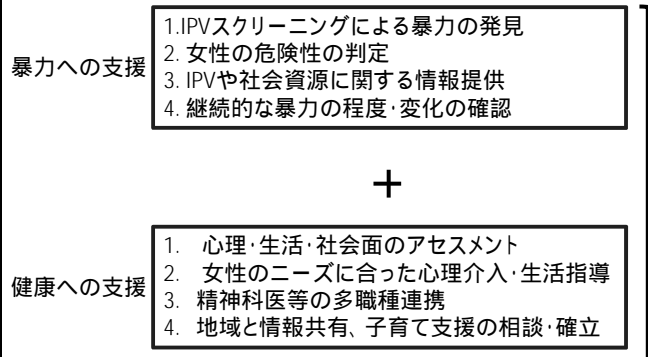 暴力への支援
1.IPVスクリーニングによる暴力の発見
2. 女性の危険性の判定
3. IPVや社会資源に関する情報提供
4. 継続的な暴力の程度･変化の確認
+
健康への支援
1. 心理･生活･社会面のアセスメント
2. 女性のニーズに合った心理介入･生活指導
3. 精神科医等の多職種連携
4. 地域と情報共有、子育て支援の相談･確立